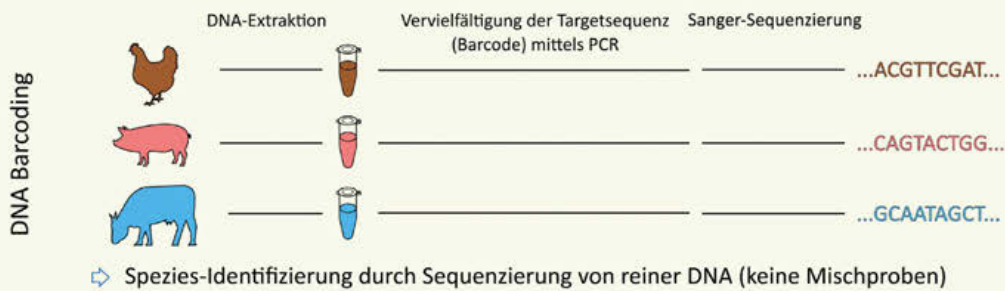 DNA-Extraktion
Vervielfältigung der Targetsequenz
(Barcode) mittels PCR
Sanger-Sequenzierung
DNA Barcoding
...ACGTTCGAT...
...CAGTACTGG...
...GCAATAGCT...
Spezies-Identifizierung durch Sequenzierung von reiner DNA (keine Mischproben)